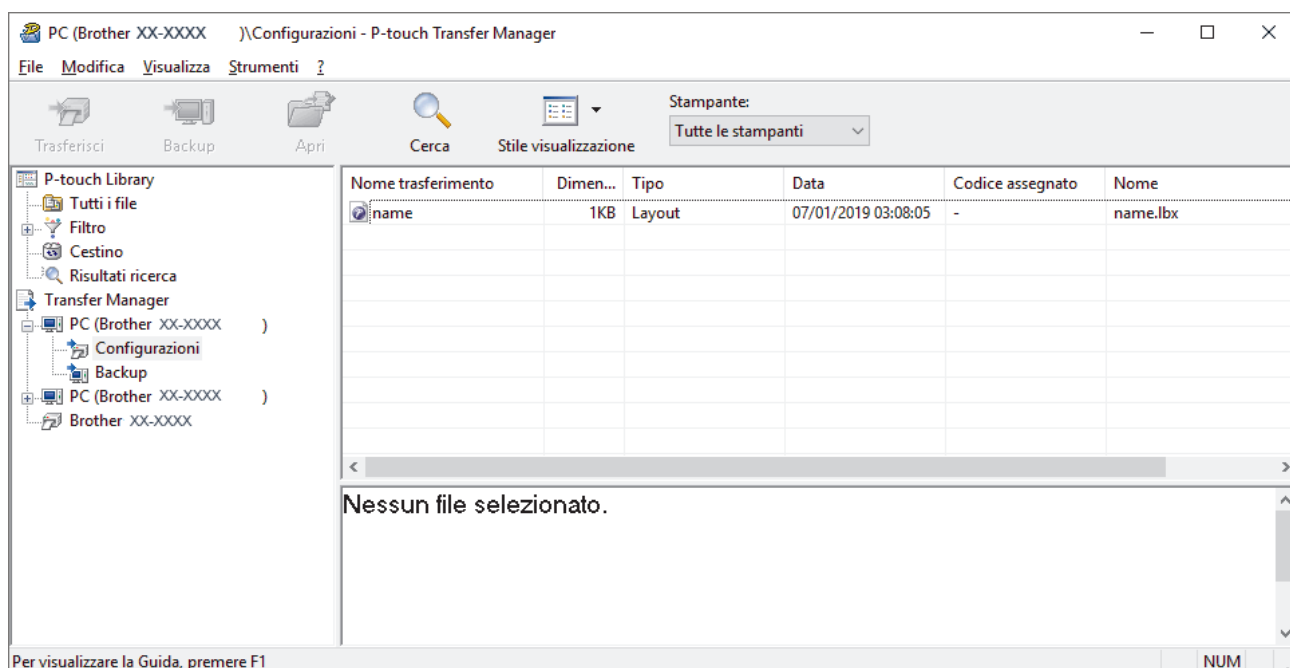 PC (Brother XX-XXXX )\Configurazioni - P-touch Transfer Manager
File Modifica Visualizza Strumenti ?
Trasferisci Backup Apri Cerca Stile visualizzazione
Stampante:
Tutte le stampanti
P-touch Library
Tutti i file
Filtro
Cestino
Risultati ricerca
Transfer Manager
PC (Brother XX-XXXX )
Configurazioni
Backup
PC (Brother XX-XXXX )
Brother XX-XXXX
Nome trasferimento Dimen... Tipo Data Codice assegnato Nome
name 1KB Layout 07/01/2019 03:08:05 - name.lbx
Nessun file selezionato.
Per visualizzare la Guida, premere F1 NUM